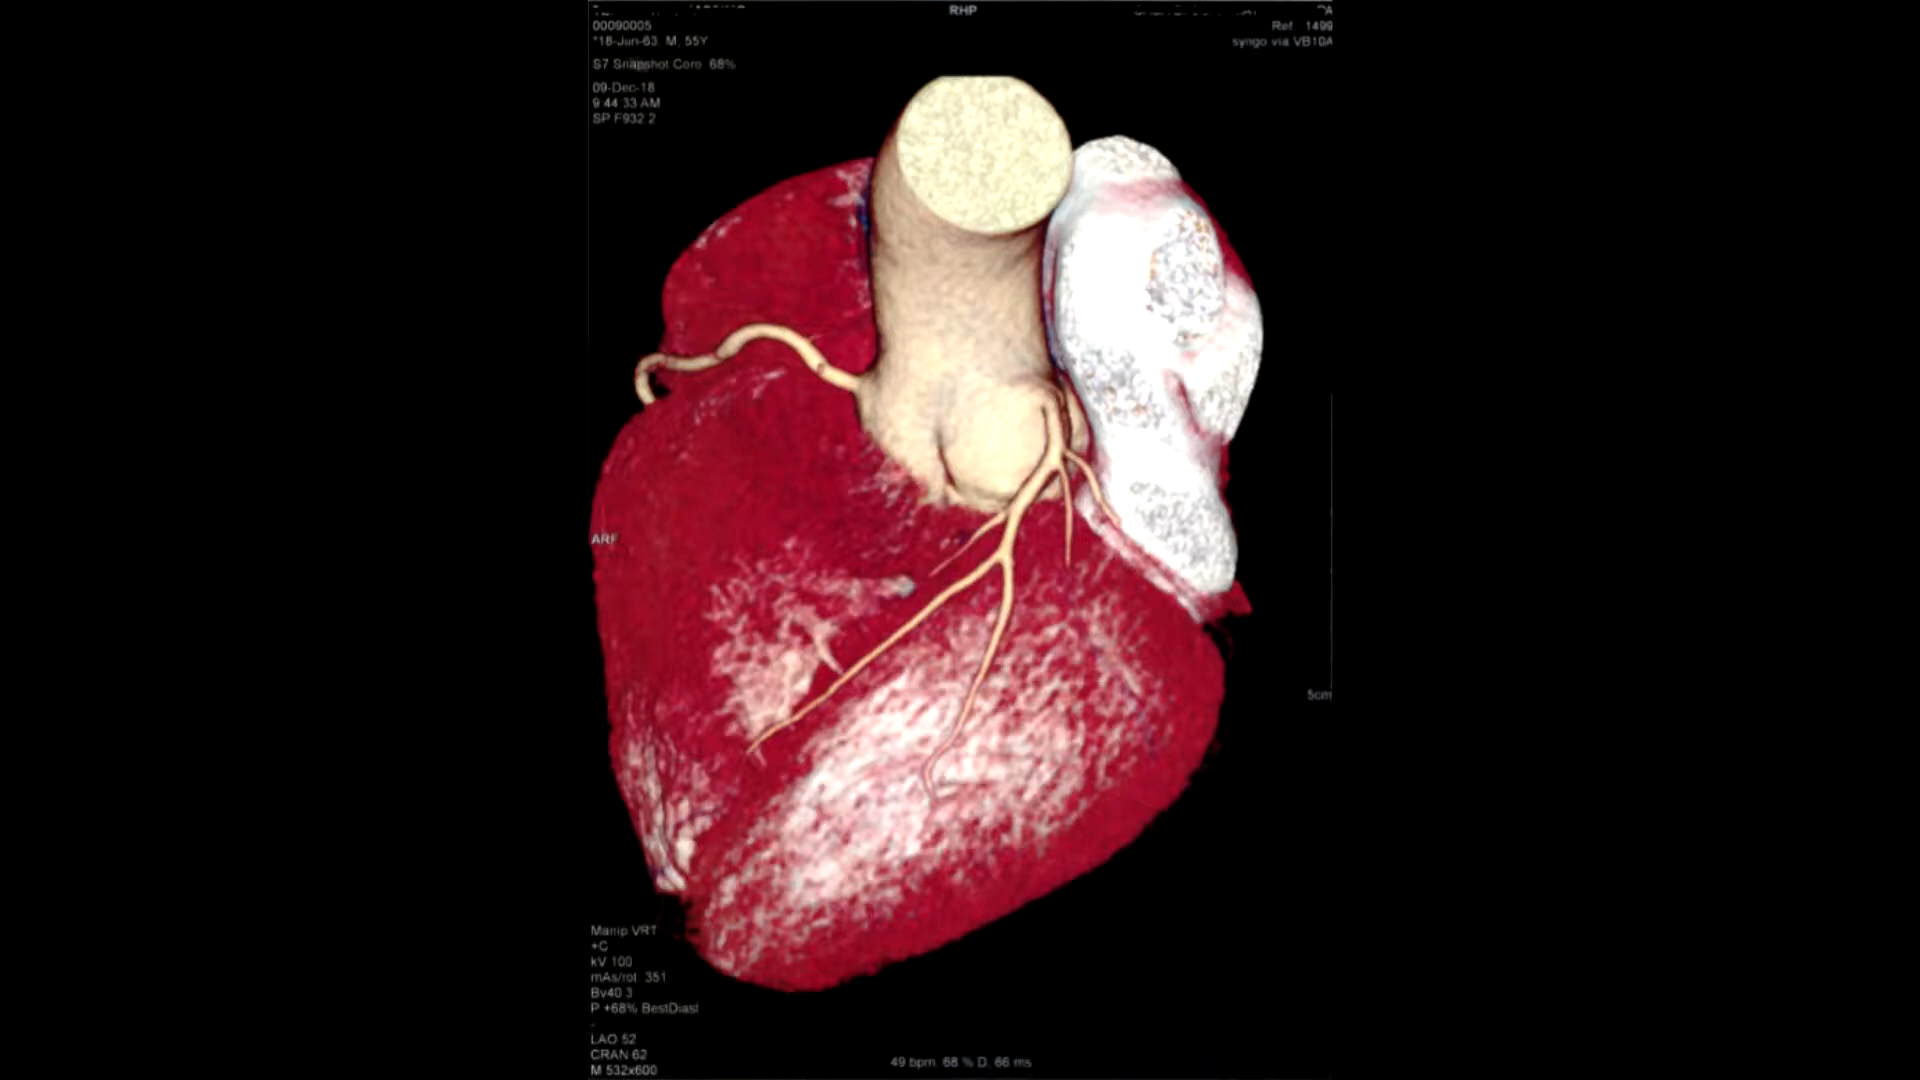 RHP
00090005
Ref 1499
*18-Jun-63, M, 55Y
syngo via VB10A
S7 Snapshot Coro 68%
09-Dec-18
9 44 33 AM
SP F932 2
ARF
5cm
Manip VRT
+C
kV 100
mAs/rot. 351
Bv40 3
P +68% BestDiast
-
LAO 52
CRAN 62
M 532x600
49 bpm. 68 % D. 66 ms